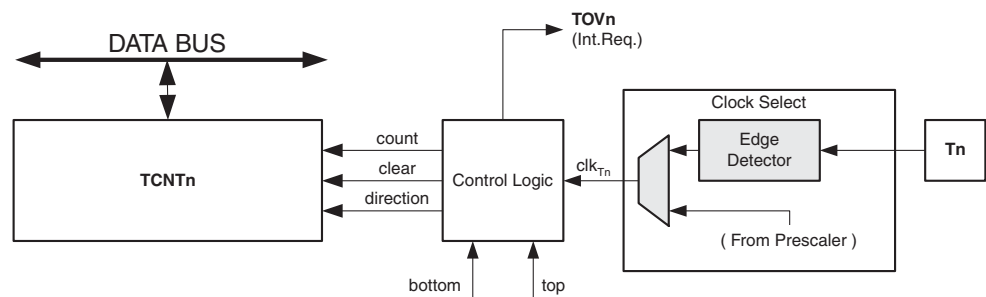 TOVn
(Int.Req.)
DATA BUS
Clock Select
count
Edge
Detector
Tn
TCNTn
clear
Control Logic
clkTn
direction
( From Prescaler )
bottom
top